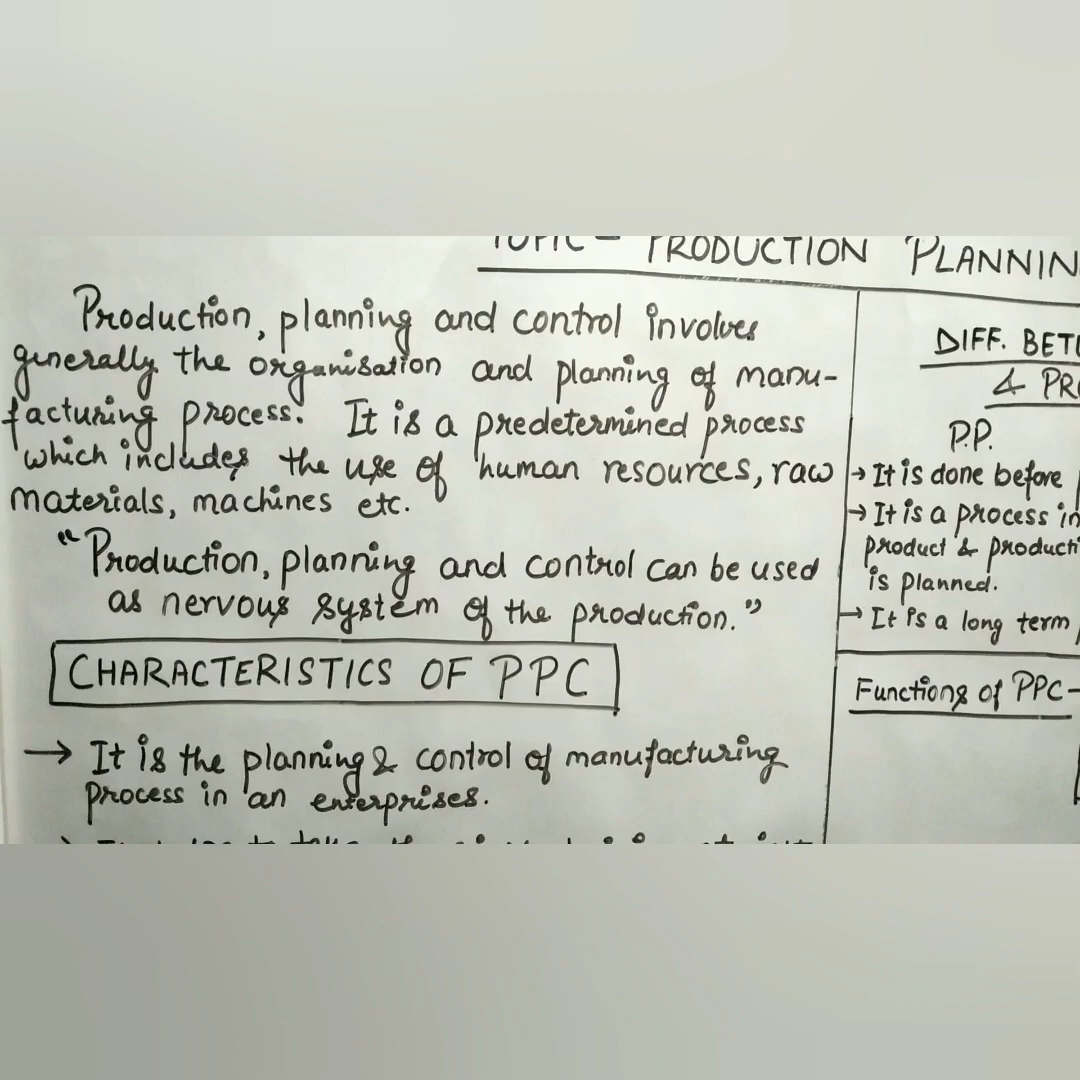 TOPIC - PRODUCTION PLANNIN
Production, planning and control involves
generally the organisation and planning of manu-
facturing process. It is a predetermined process
which includes the use of human resources, raw
materials, machines etc.
"Production, planning and control can be used
as nervous system of the production."
CHARACTERISTICS OF PPC
→ It is the planning & control of manufacturing
process in an enterprises.
DIFF. BET
& PRO
P.P.
→ It is done before
→ It is a process in
product & producti
is planned.
→ It is a long term
Functions of PPC-